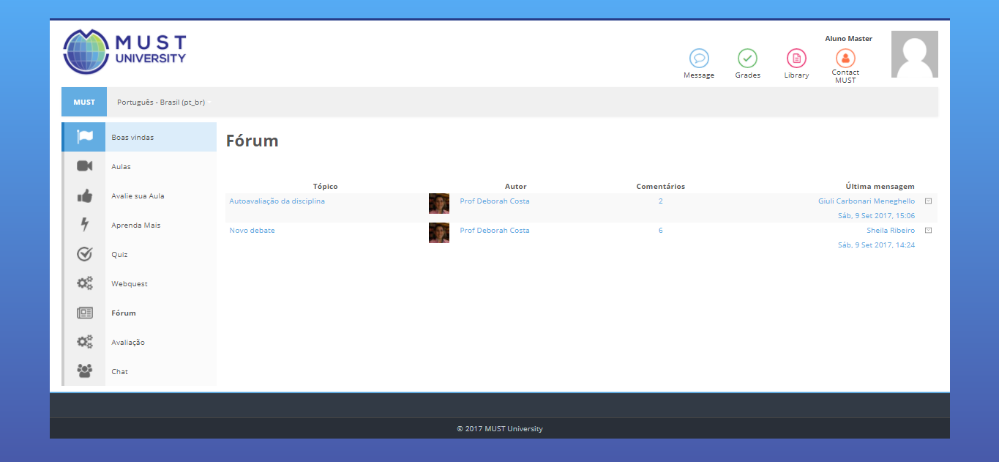 MUST
UNIVERSITY
Aluno Master
Message
Grades
Library
Contact
MUST
MUST
Português - Brasil (pt_br)
Boas vindas
Aulas
Avalie sua Aula
Aprenda Mais
Quiz
Webquest
Fórum
Avaliação
Chat
Fórum
Tópico Autor Comentários Última mensagem
Autoavaliação da disciplina Prof Deborah Costa 2 Giuli Carbonari Meneghello
Sáb, 9 Set 2017, 15:06
Novo debate Prof Deborah Costa 6 Sheila Ribeiro
Sáb, 9 Set 2017, 14:24
© 2017 MUST University